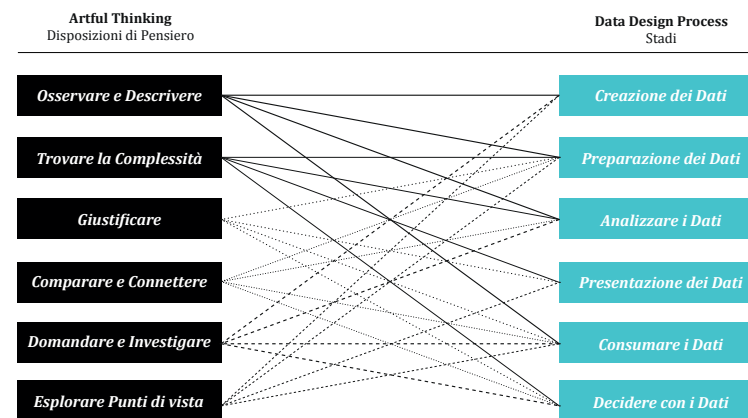 Artful Thinking
Disposizioni di Pensiero
Data Design Process
Stadi
Osservare e Descrivere
Creazione dei Dati
Trovare la Complessità
Preparazione dei Dati
Giustificare
Analizzare i Dati
Comparare e Connettere
Presentazione dei Dati
Domandare e Investigare
Consumare i Dati
Esplorare Punti di vista
Decidere con i Dati